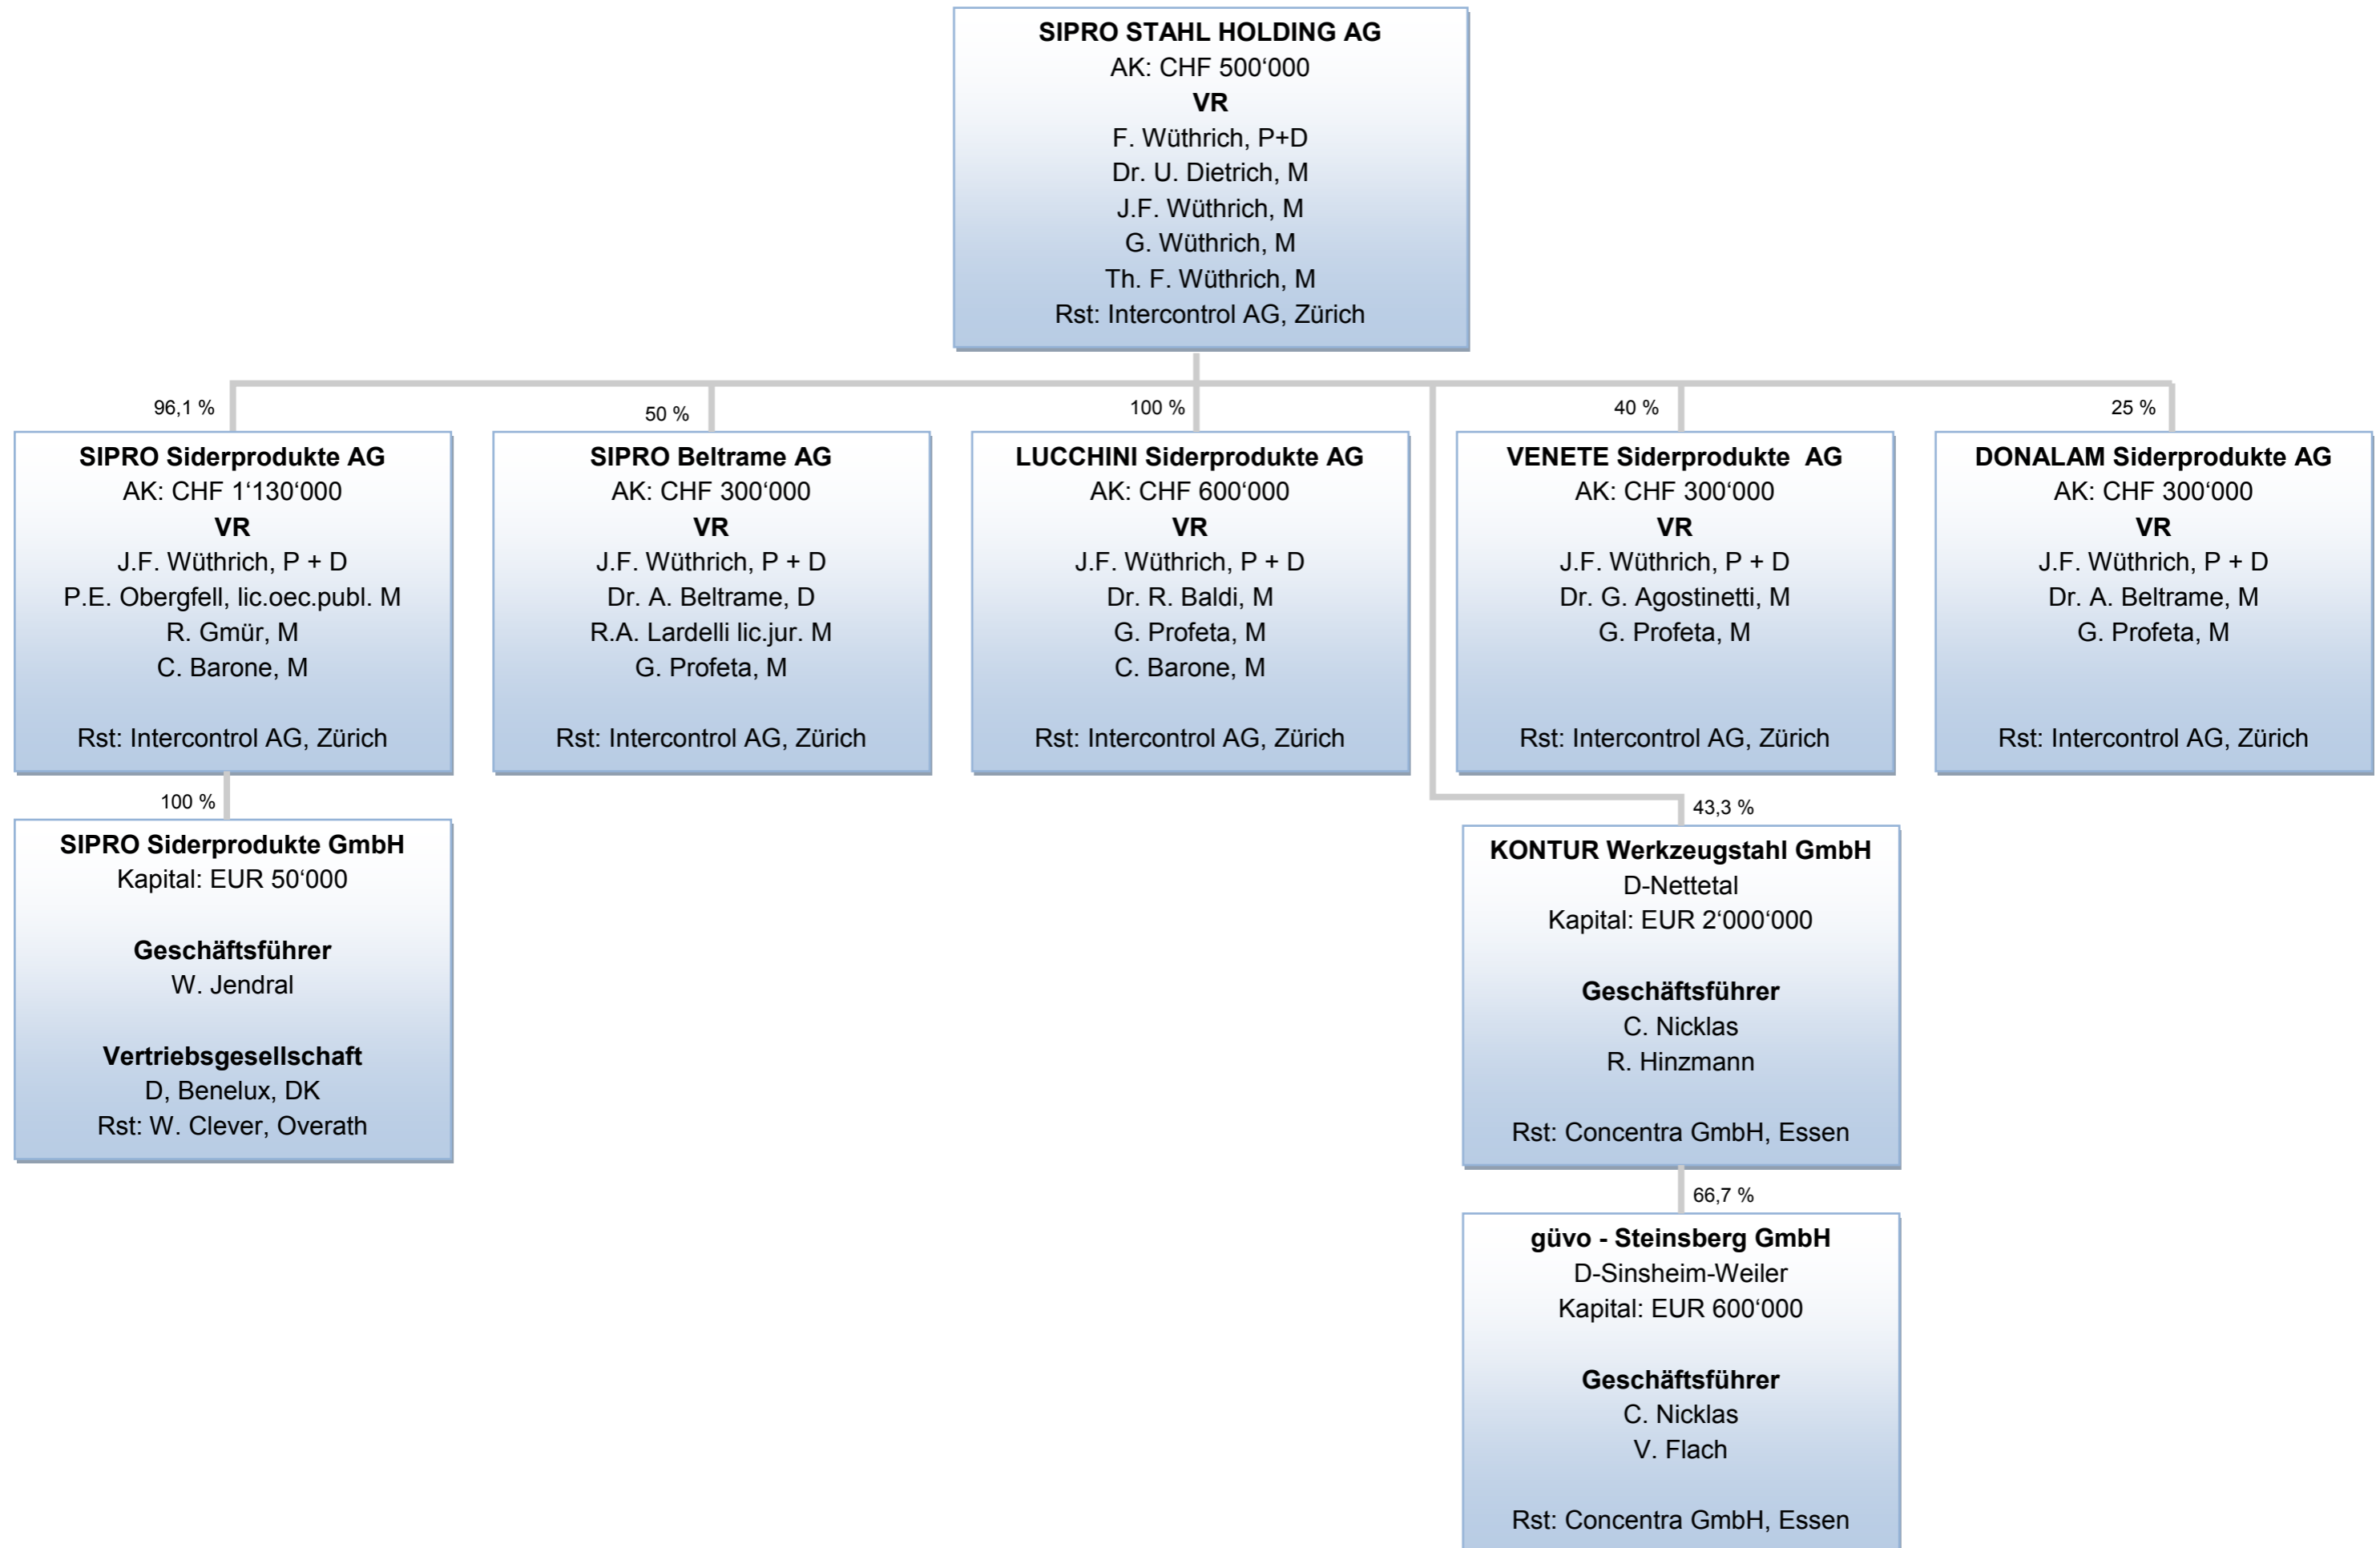 SIPRO STAHL HOLDING AG
AK: CHF 500‘000
VR
F. Wüthrich, P+D
Dr. U. Dietrich, M
J.F. Wüthrich, M
G. Wüthrich, M
Th. F. Wüthrich, M
Rst: Intercontrol AG, Zürich
96,1 %
SIPRO Siderprodukte AG
AK: CHF 1‘130‘000
VR
J.F. Wüthrich, P + D
P.E. Obergfell, lic.oec.publ. M
R. Gmür, M
C. Barone, M
Rst: Intercontrol AG, Zürich
50 %
SIPRO Beltrame AG
AK: CHF 300‘000
VR
J.F. Wüthrich, P + D
Dr. A. Beltrame, D
R.A. Lardelli lic.jur. M
G. Profeta, M
Rst: Intercontrol AG, Zürich
100 %
LUCCHINI Siderprodukte AG
AK: CHF 600‘000
VR
J.F. Wüthrich, P + D
Dr. R. Baldi, M
G. Profeta, M
C. Barone, M
Rst: Intercontrol AG, Zürich
40 %
VENETE Siderprodukte  AG
AK: CHF 300‘000
VR
J.F. Wüthrich, P + D
Dr. G. Agostinetti, M
G. Profeta, M
Rst: Intercontrol AG, Zürich
25 %
DONALAM Siderprodukte AG
AK: CHF 300‘000
VR
J.F. Wüthrich, P + D
Dr. A. Beltrame, M
G. Profeta, M
Rst: Intercontrol AG, Zürich
100 %
SIPRO Siderprodukte GmbH
Kapital: EUR 50‘000
Geschäftsführer
W. Jendral
Vertriebsgesellschaft
D, Benelux, DK
Rst: W. Clever, Overath
43,3 %
KONTUR Werkzeugstahl GmbH
D-Nettetal
Kapital: EUR 2‘000‘000
Geschäftsführer
C. Nicklas
R. Hinzmann
Rst: Concentra GmbH, Essen
66,7 %
güvo - Steinsberg GmbH
D-Sinsheim-Weiler
Kapital: EUR 600‘000
Geschäftsführer
C. Nicklas
V. Flach
Rst: Concentra GmbH, Essen